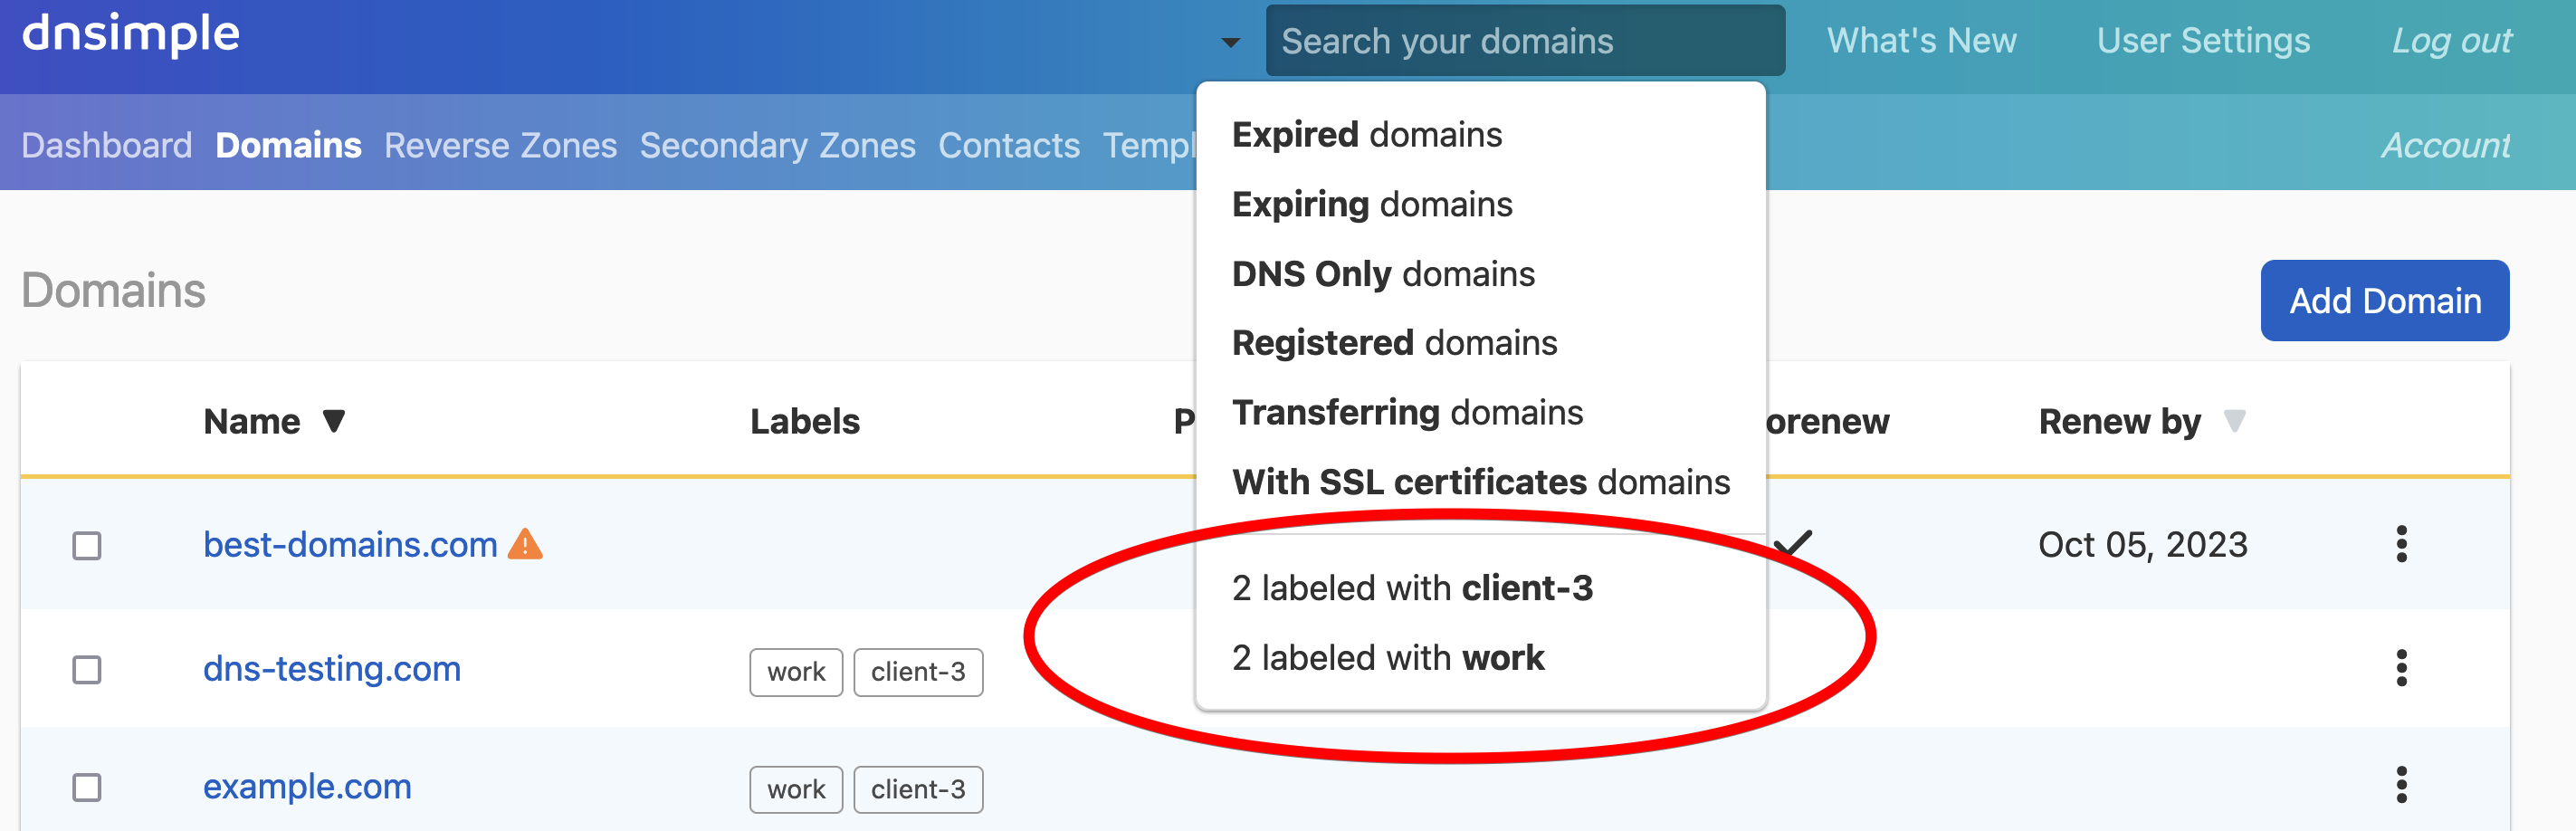 dnsimple
Search your domains
What's New
User Settings
Log out
Dashboard
Domains
Reverse Zones
Secondary Zones
Contacts
Templ
Account
Expired domains
Expiring domains
DNS Only domains
Registered domains
Transferring domains
With SSL certificates domains
2 labeled with client-3
2 labeled with work
Domains
Add Domain
Name
Labels
P
orenew
Renew by
best-domains.com
Oct 05, 2023
dns-testing.com
work
client-3
example.com
work
client-3